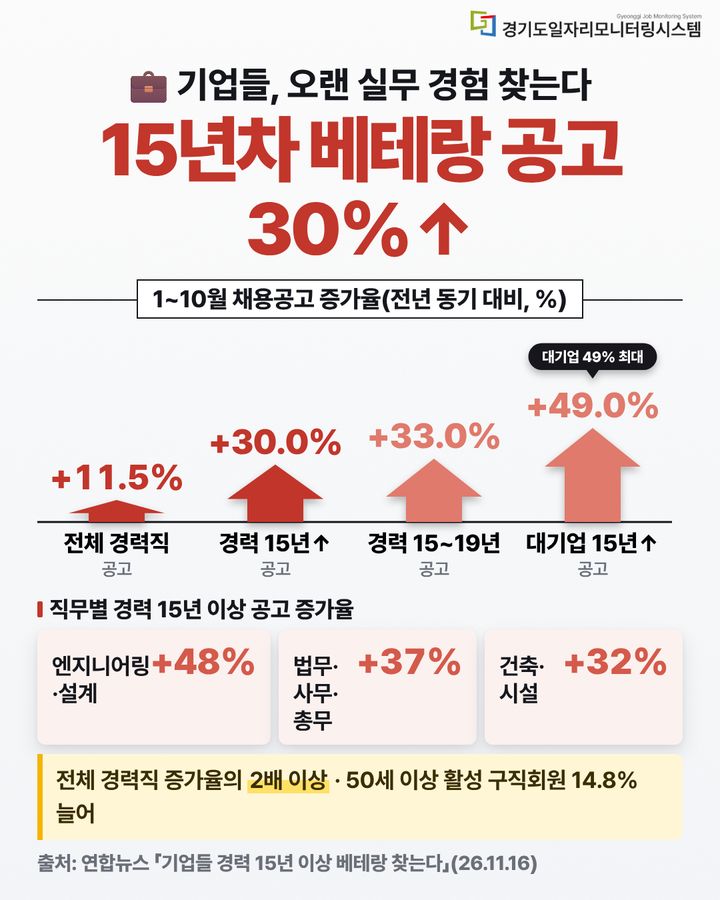 Gyeonggi Job Monitoring System
경기도일자리모니터링시스템
기업들, 오랜 실무 경험 찾는다
15년차 베테랑 공고
30%↑
1~10월 채용공고 증가율(전년 동기 대비, %)
대기업 49% 최대
+11.5%
+30.0%
+33.0%
+49.0%
전체 경력직
공고
경력 15년↑
공고
경력 15~19년
공고
대기업 15년↑
공고
직무별 경력 15년 이상 공고 증가율
엔지니어링
·설계
+48%
법무·
사무·
총무
+37%
건축·
시설
+32%
전체 경력직 증가율의 2배 이상 · 50세 이상 활성 구직회원 14.8%
늘어
출처: 연합뉴스 「기업들 경력 15년 이상 베테랑 찾는다」(26.11.16)